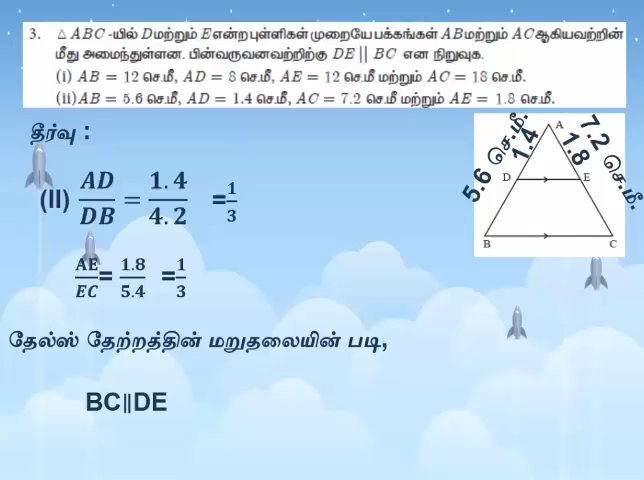 3. △ ABC -யில் D மற்றும் E என்ற புள்ளிகள் முறையே பக்கங்கள் AB மற்றும் AC ஆகியவற்றின்
மீது அமைந்துள்ளன. பின்வருவனவற்றிற்கு DE || BC என நிறுவுக.
(i) AB = 12 செ.மீ, AD = 8 செ.மீ, AE = 12 செ.மீ மற்றும் AC = 18 செ.மீ.
(ii) AB = 5.6 செ.மீ, AD = 1.4 செ.மீ, AC = 7.2 செ.மீ மற்றும் AE = 1.8 செ.மீ.
தீர்வு :
(II) AD/DB = 1.4/4.2 =1/3
AE/EC= 1.8/5.4 =1/3
தேல்ஸ் தேற்றத்தின் மறுதலையின் படி,
BC∥DE
A
5.6 செ.மீ.
1.4
1.8
7.2 செ.மீ.
D E
B C